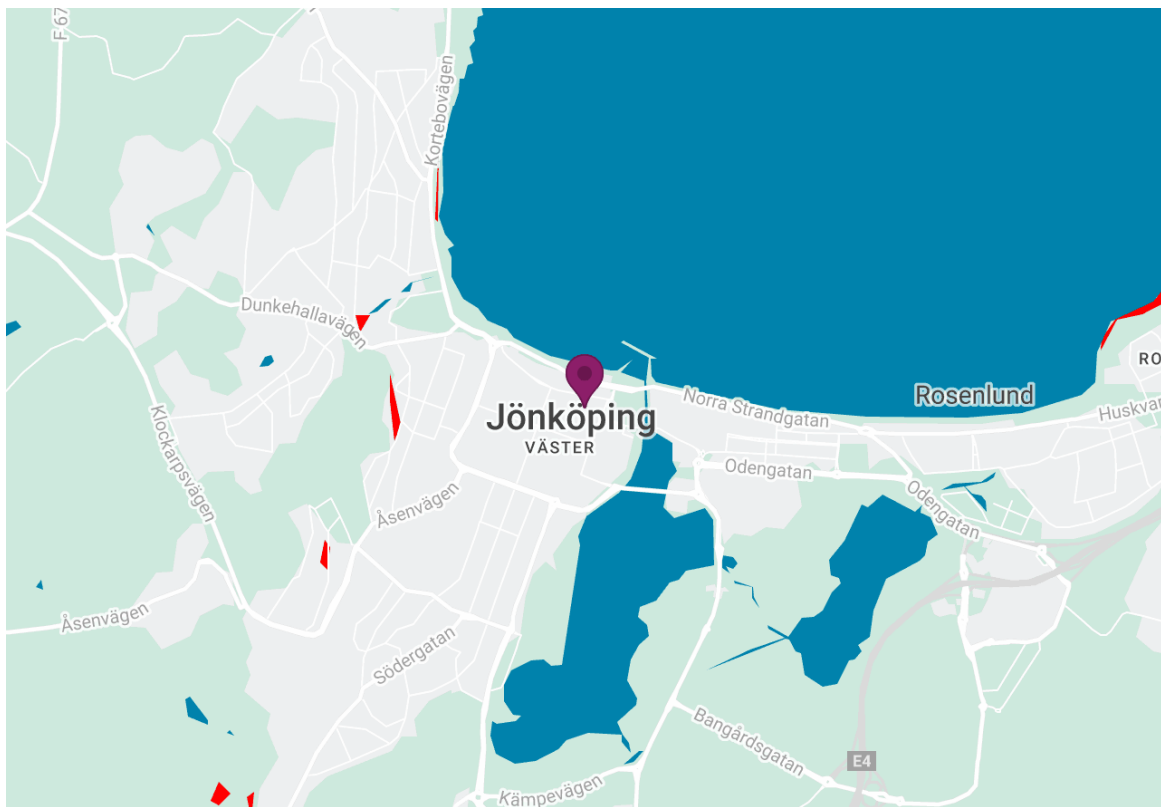 F 67
Kortebovägen
Dunkehallavägen
RO
Rosenlund
Norra Strandgatan
Huskvar
Jönköping
VÄSTER
Klockarpsvägen
Odengatan
Åsenvägen
Odengatan
Åsenvägen
Södergatan
Bangårdsgatan
E4
Kämpevägen